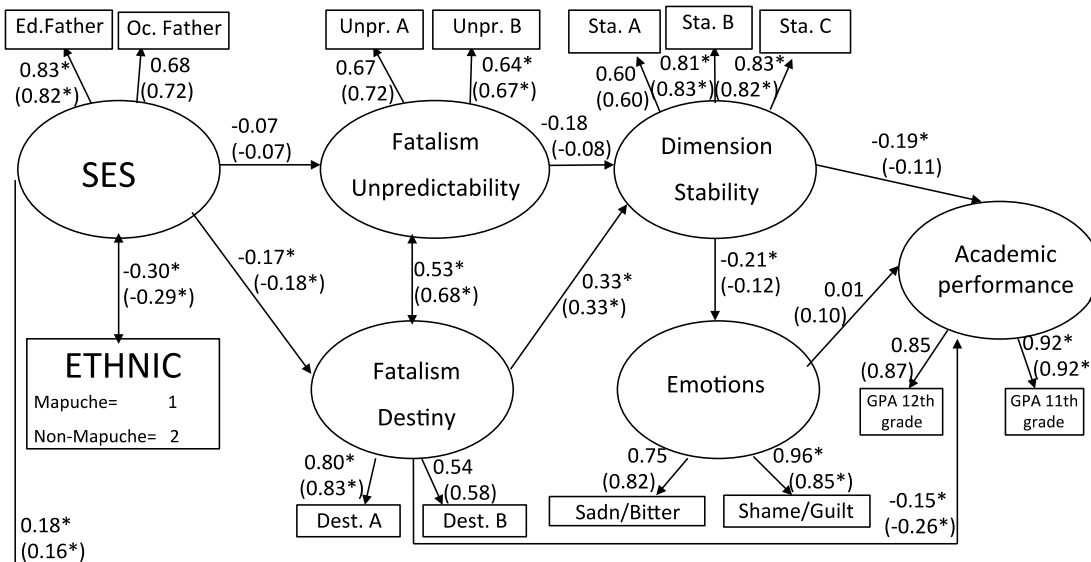 Ed.Father
Oc. Father
Unpr. A
Unpr. B
Sta. A
Sta. B
Sta. C
0.83*
(0.82*)
0.68
(0.72)
0.67
(0.72)
0.64*
(0.67*)
0.60
(0.60)
0.81*
(0.83*)
0.83*
(0.82*)
SES
-0.07
(-0.07)
Fatalism
Unpredictability
-0.18
(-0.08)
Dimension
Stability
-0.19*
(-0.11)
Academic
performance
-0.30*
(-0.29*)
-0.17*
(-0.18*)
0.53*
(0.68*)
0.33*
(0.33*)
-0.21*
(-0.12)
0.01
(0.10)
ETHNIC
Mapuche= 1
Non-Mapuche= 2
Fatalism
Destiny
Emotions
0.85
(0.87)
0.92*
(0.92*)
GPA 12th
grade
GPA 11th
grade
0.80*
(0.83*)
0.54
(0.58)
0.75
(0.82)
0.96*
(0.85*)
Dest. A
Dest. B
Sadn/Bitter
Shame/Guilt
-0.15*
(-0.26*)
0.18*
(0.16*)